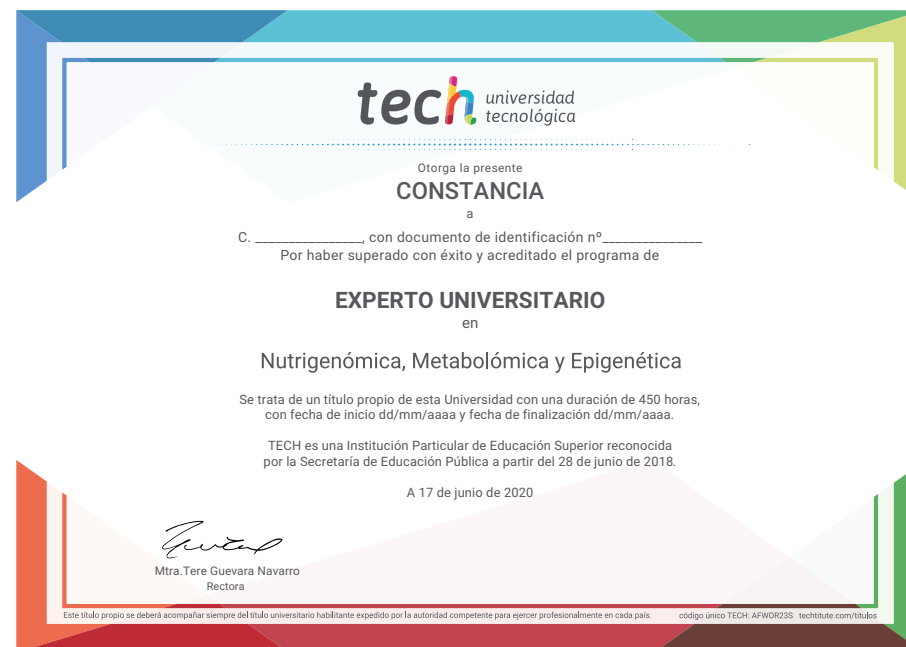 tech universidad
tecnológica
Otorga la presente
CONSTANCIA
a
C. ________________, con documento de identificación nº_______________
Por haber superado con éxito y acreditado el programa de
EXPERTO UNIVERSITARIO
en
Nutrigenómica, Metabolómica y Epigenética
Se trata de un título propio de esta Universidad con una duración de 450 horas,
con fecha de inicio dd/mm/aaaa y fecha de finalización dd/mm/aaaa.
TECH es una Institución Particular de Educación Superior reconocida
por la Secretaría de Educación Pública a partir del 28 de junio de 2018.
A 17 de junio de 2020
Mtra.Tere Guevara Navarro
Rectora
Este título propio se deberá acompañar siempre del título universitario habilitante expedido por la autoridad competente para ejercer profesionalmente en cada país. código único TECH: AFWOR23S techtitute.com/titulos